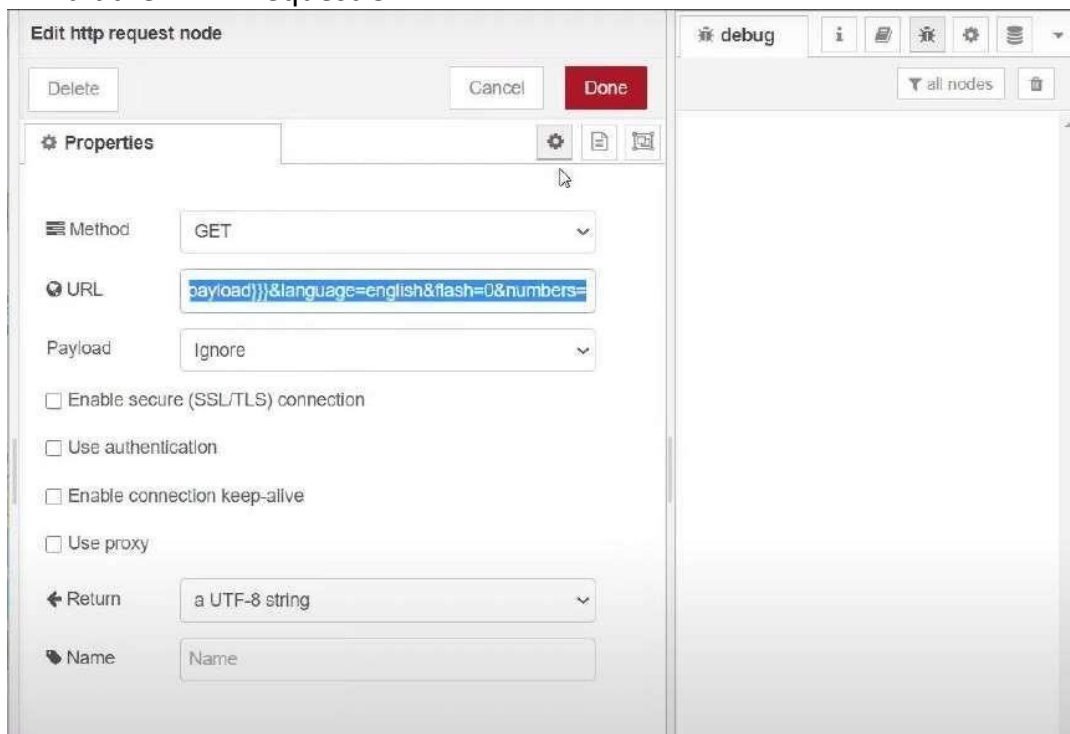 Edit http request node
debug
i
all nodes
Delete
Cancel
Done
Properties
Method
GET
URL
payload}}}&language=english&flash=0&numbers=
Payload
Ignore
Enable secure (SSL/TLS) connection
Use authentication
Enable connection keep-alive
Use proxy
Return
a UTF-8 string
Name
Name